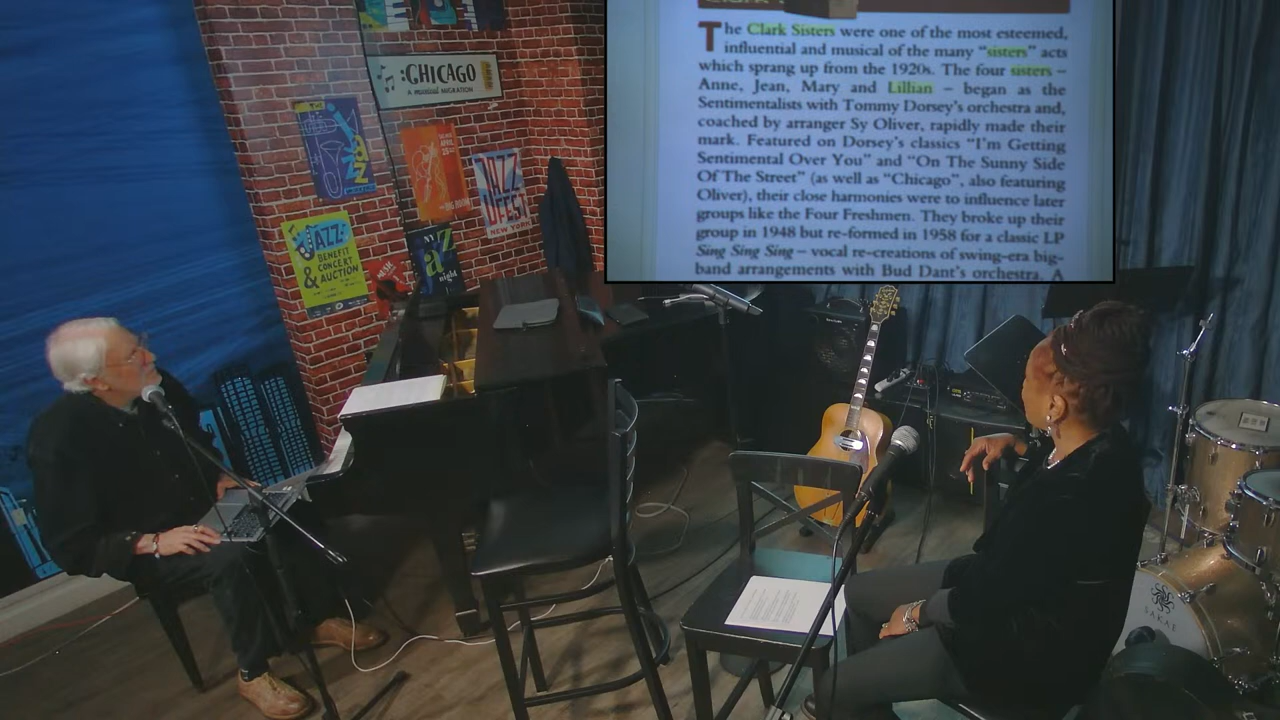 The Clark Sisters were one of the most esteemed,
influential and musical of the many “sisters” acts
which sprang up from the 1920s. The four sisters –
Anne, Jean, Mary and Lillian – began as the
Sentimentalists with Tommy Dorsey’s orchestra and,
coached by arranger Sy Oliver, rapidly made their
mark. Featured on Dorsey’s classics “I’m Getting
Sentimental Over You” and “On The Sunny Side
Of The Street” (as well as “Chicago”, also featuring
Oliver), their close harmonies were to influence later
groups like the Four Freshmen. They broke up their
group in 1948 but re-formed in 1958 for a classic LP
Sing Sing Sing – vocal re-creations of swing-era big-
band arrangements with Bud Dant’s orchestra. A
:CHICAGO
A musical MIGRATION
THE
JAZZ
JAZZ
FEST
NEW YORK
JAZZ
BENEFIT
CONCERT
& AUCTION
JAZZ
night
SAKAE